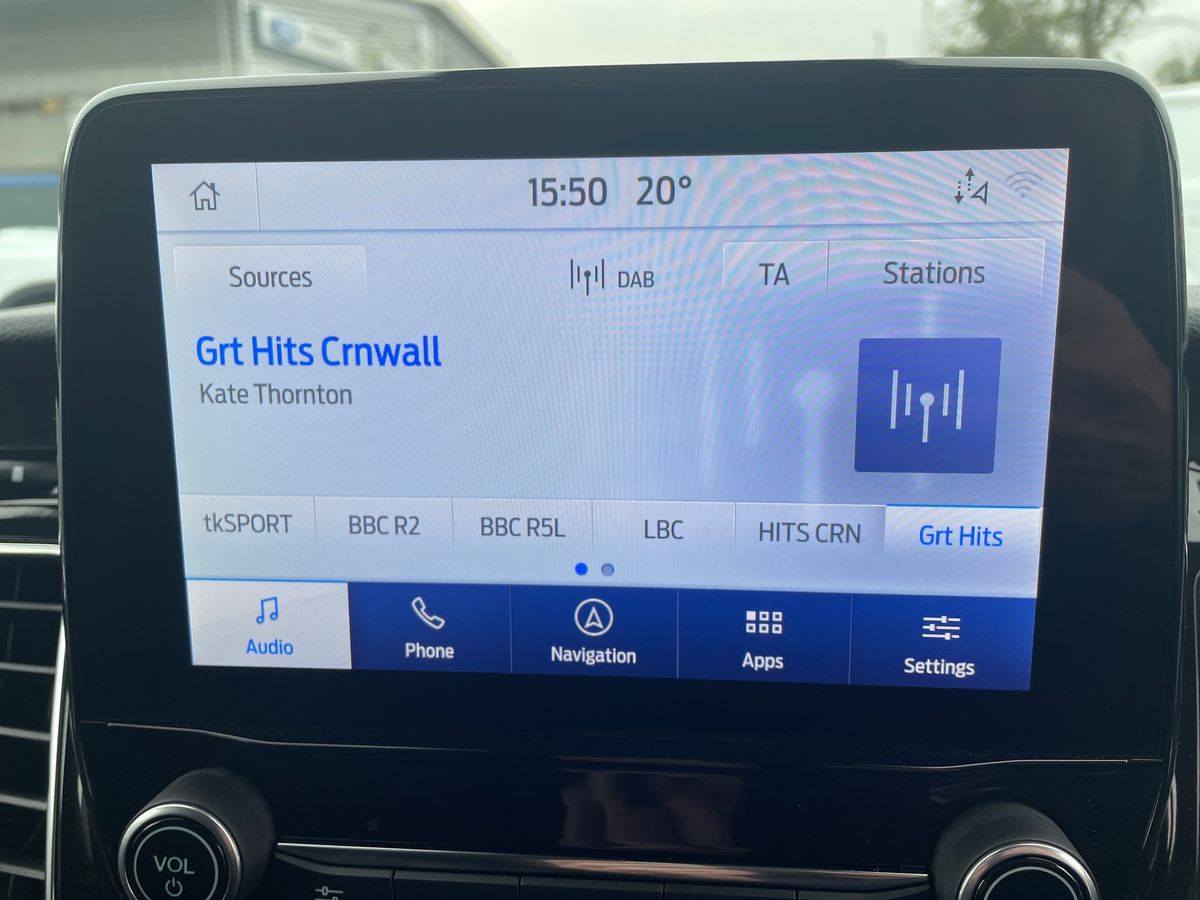 15:50 20°
Sources DAB TA Stations
Grt Hits Crnwall
Kate Thornton
tkSPORT BBC R2 BBC R5L LBC HITS CRN Grt Hits
Audio Phone Navigation Apps Settings
VOL